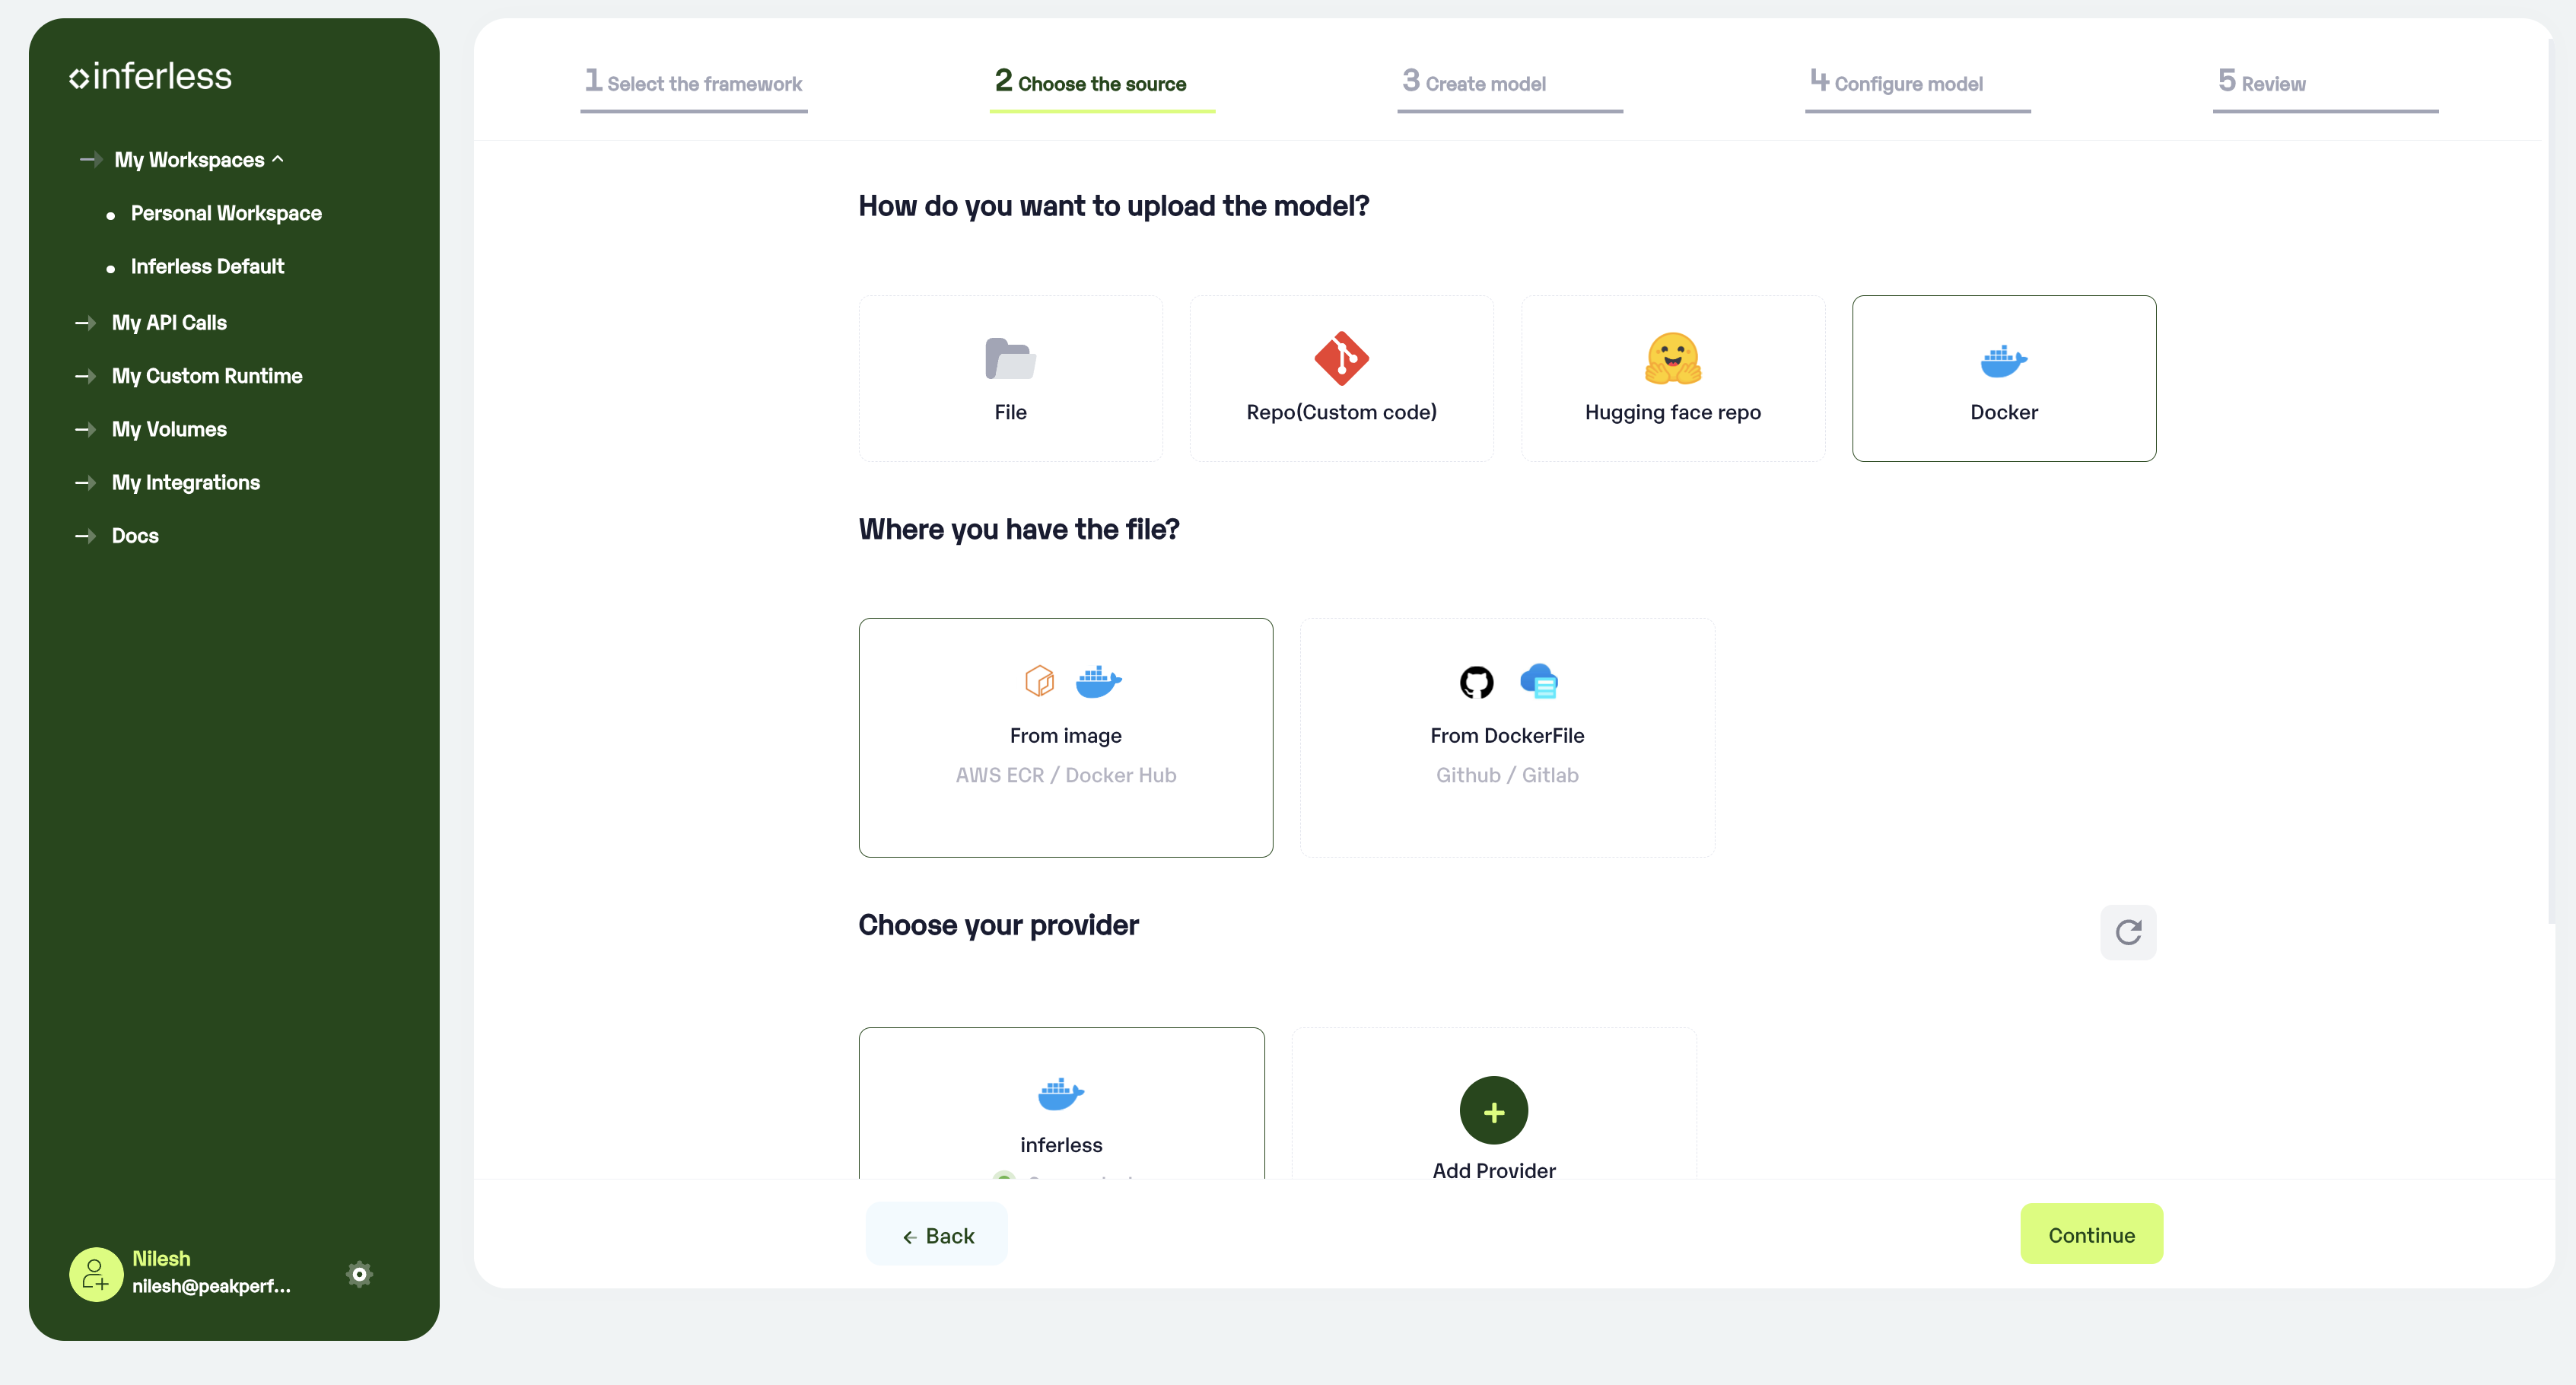 inferless
My Workspaces
Personal Workspace
Inferless Default
My API Calls
My Custom Runtime
My Volumes
My Integrations
Docs
Nilesh
nilesh@peakperf...
1 Select the framework
2 Choose the source
3 Create model
4 Configure model
5 Review
How do you want to upload the model?
File
Repo(Custom code)
Hugging face repo
Docker
Where you have the file?
From image
AWS ECR / Docker Hub
From DockerFile
Github / Gitlab
Choose your provider
inferless
Add Provider
Back
Continue